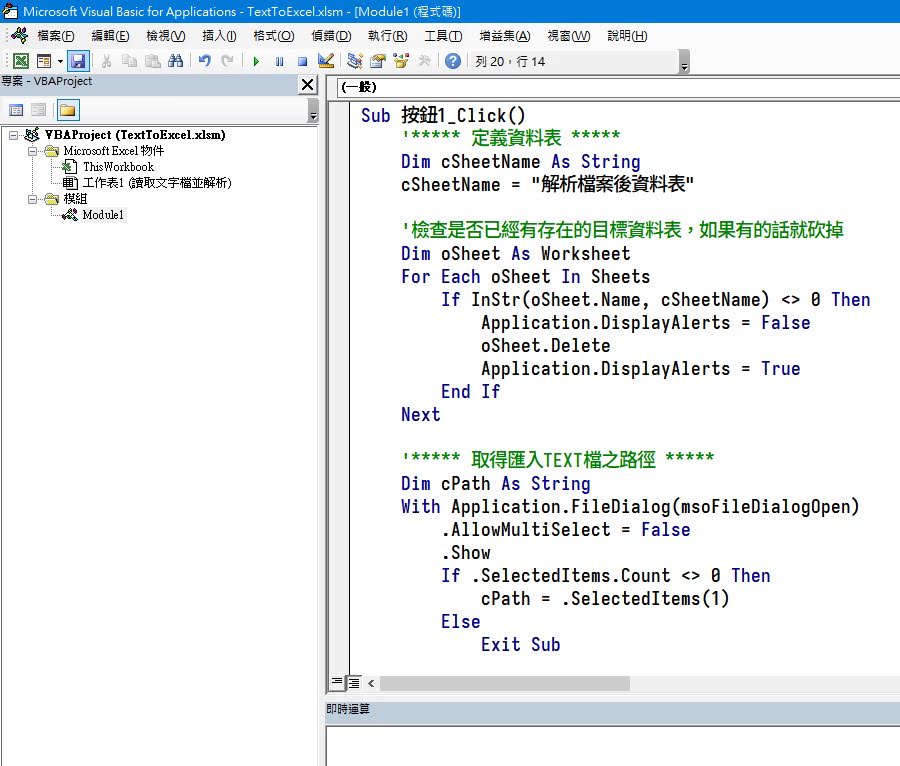 Microsoft Visual Basic for Applications - TextToExcel.xlsm - [Module1 (程式碼)]
檔案(F) 編輯(E) 檢視(V) 插入(I) 格式(O) 偵錯(D) 執行(R) 工具(T) 增益集(A) 視窗(W) 說明(H)
列 20，行 14
專案 - VBAProject
(一般)
VBAProject (TextToExcel.xlsm)
Microsoft Excel 物件
ThisWorkbook
工作表1 (讀取文字檔並解析)
模組
Module1
Sub 按鈕1_Click()
'***** 定義資料表 *****
Dim cSheetName As String
cSheetName = "解析檔案後資料表"
'檢查是否已經有存在的目標資料表，如果有的話就砍掉
Dim oSheet As Worksheet
For Each oSheet In Sheets
If InStr(oSheet.Name, cSheetName) <> 0 Then
Application.DisplayAlerts = False
oSheet.Delete
Application.DisplayAlerts = True
End If
Next
'***** 取得匯入TEXT檔之路徑 *****
Dim cPath As String
With Application.FileDialog(msoFileDialogOpen)
.AllowMultiSelect = False
.Show
If .SelectedItems.Count <> 0 Then
cPath = .SelectedItems(1)
Else
Exit Sub
即時運算